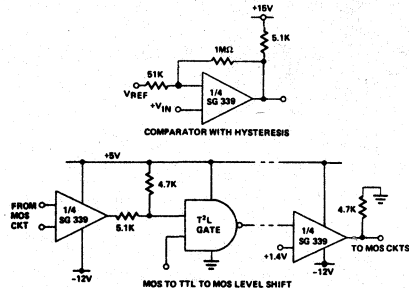 +15V
5.1K
1MΩ
51K
VREF
+VIN
1/4
SG 339
COMPARATOR WITH HYSTERESIS
+5V
4.7K
FROM
MOS
CKT
1/4
SG 339
5.1K
T²L
GATE
4.7K
1/4
SG 339
+1.4V
TO MOS CKTS
-12V
-12V
MOS TO TTL TO MOS LEVEL SHIFT